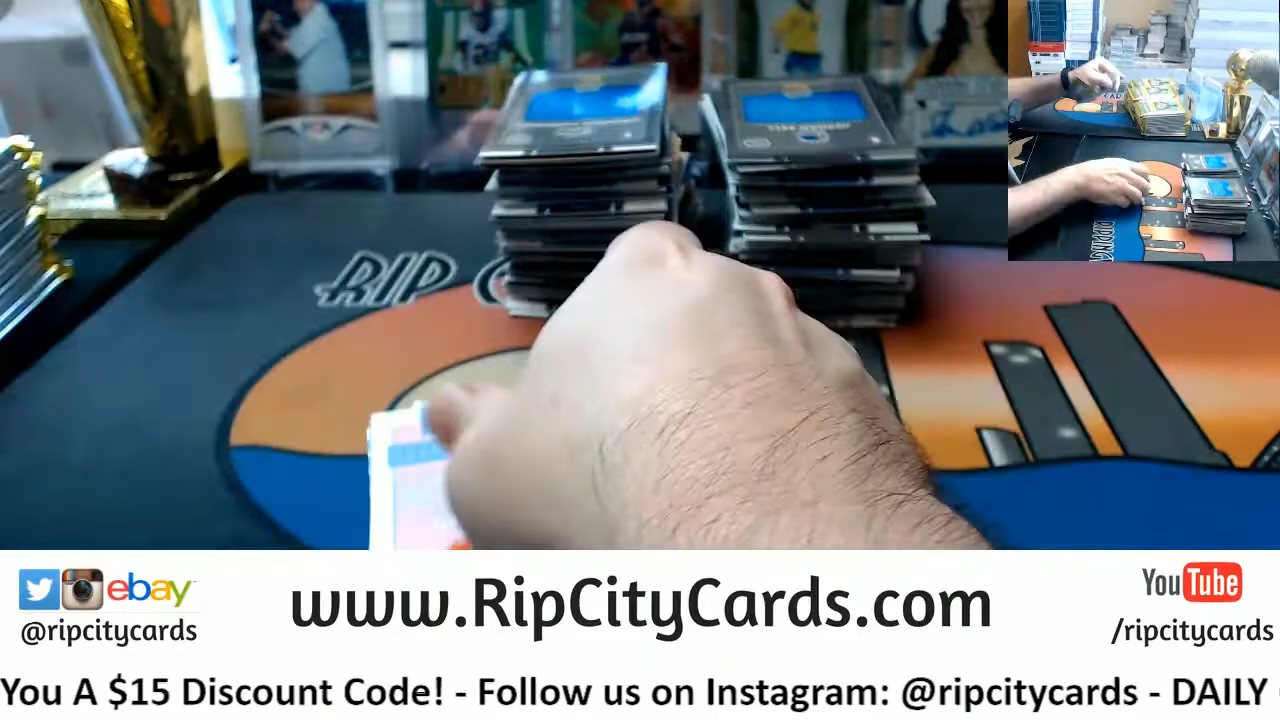 RIP C
ebay
@ripcitycards
www.RipCityCards.com
YouTube
/ripcitycards
You A $15 Discount Code! - Follow us on Instagram: @ripcitycards - DAILY